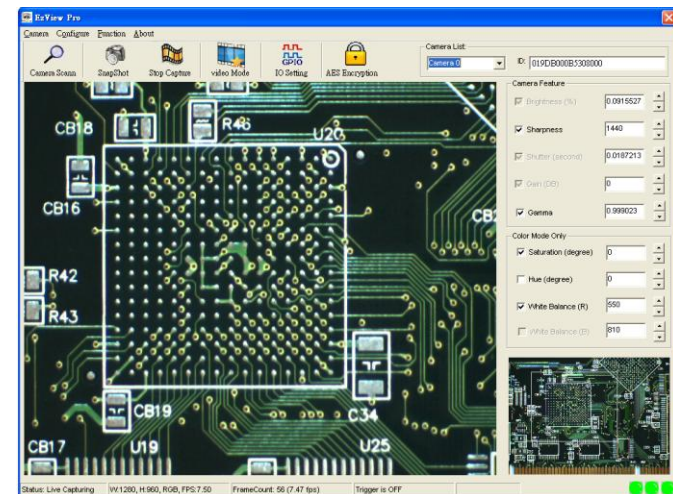 EzView Pro
Camera Configure Function About
Camera Scann
SnapShot
Stop Capture
video Mode
GPIO
IO Setting
AES Encryption
Camera List:
Camera 0
ID: 019DB000B5308000
Camera Feature
Brightness (%) 0.0915527
Sharpness 1440
Shutter (second) 0.0187213
Gain (DB) 0
Gamma 0.999023
Color Mode Only
Saturation (degree) 0
Hue (degree) 0
White Balance (R) 550
White Balance (B) 810
CB18
R46
U20
CB16
CB2
R42
R43
CB19
C34
CB17
U19
U25
Status: Live Capturing
W:1280, H:960, RGB, FPS:7.50
FrameCount: 56 (7.47 fps)
Trigger is OFF